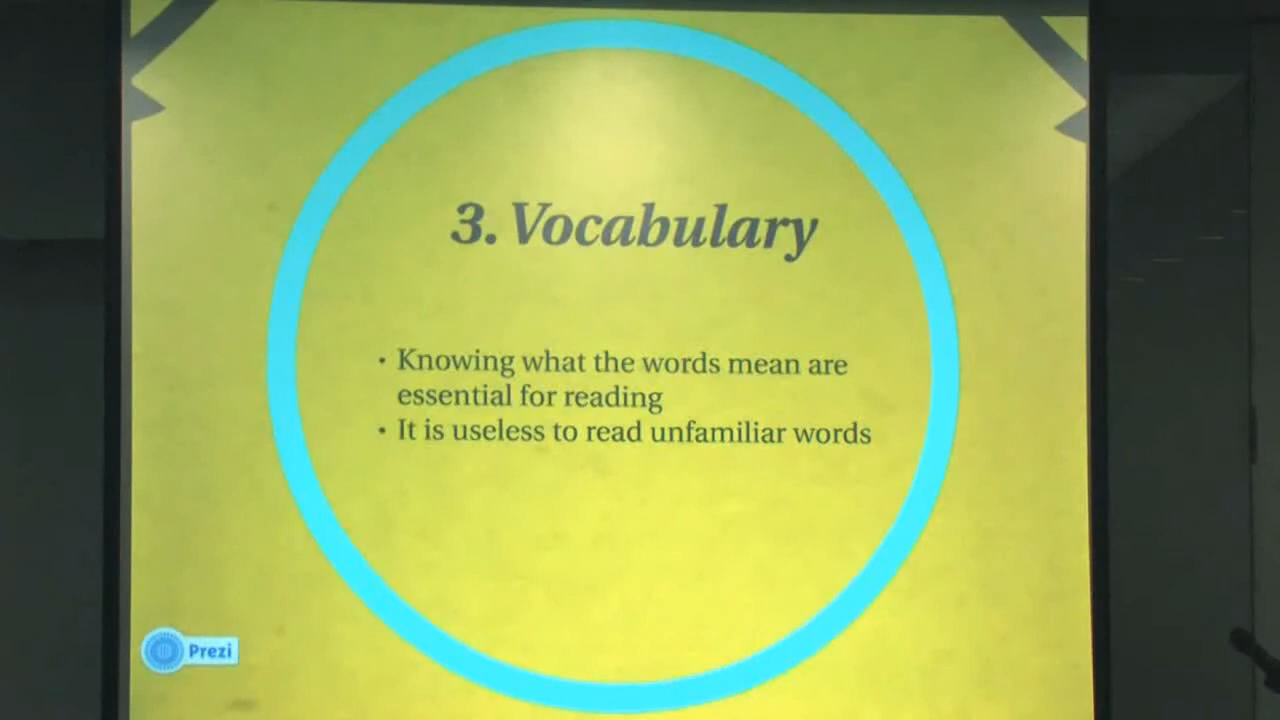 3. Vocabulary
• Knowing what the words mean are
essential for reading
• It is useless to read unfamiliar words
Prezi